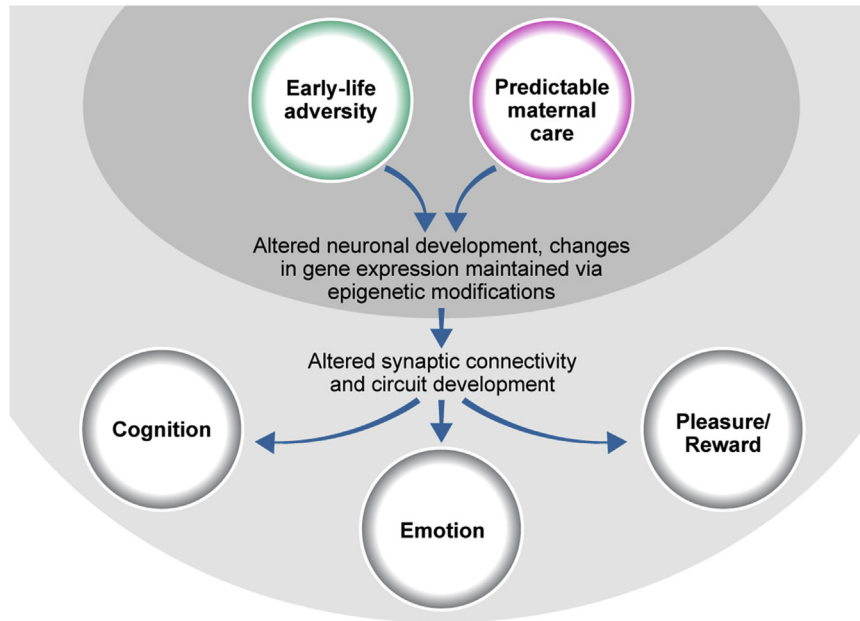 Early-life
adversity
Predictable
maternal
care
Altered neuronal development, changes
in gene expression maintained via
epigenetic modifications
Altered synaptic connectivity
and circuit development
Cognition
Emotion
Pleasure/
Reward